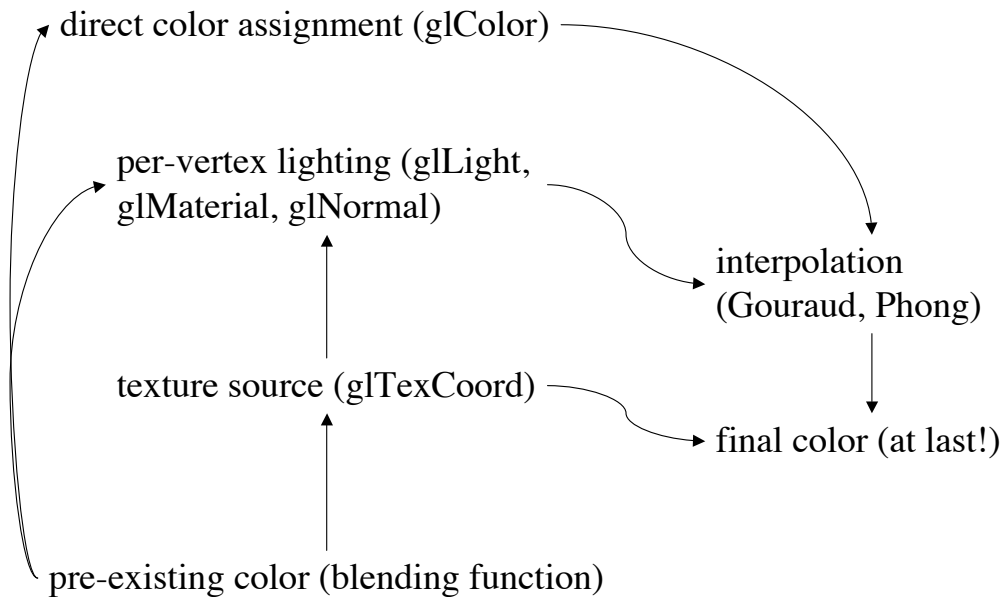 direct color assignment (glColor)
per-vertex lighting (glLight,
glMaterial, glNormal)
interpolation
(Gouraud, Phong)
texture source (glTexCoord)
final color (at last!)
pre-existing color (blending function)